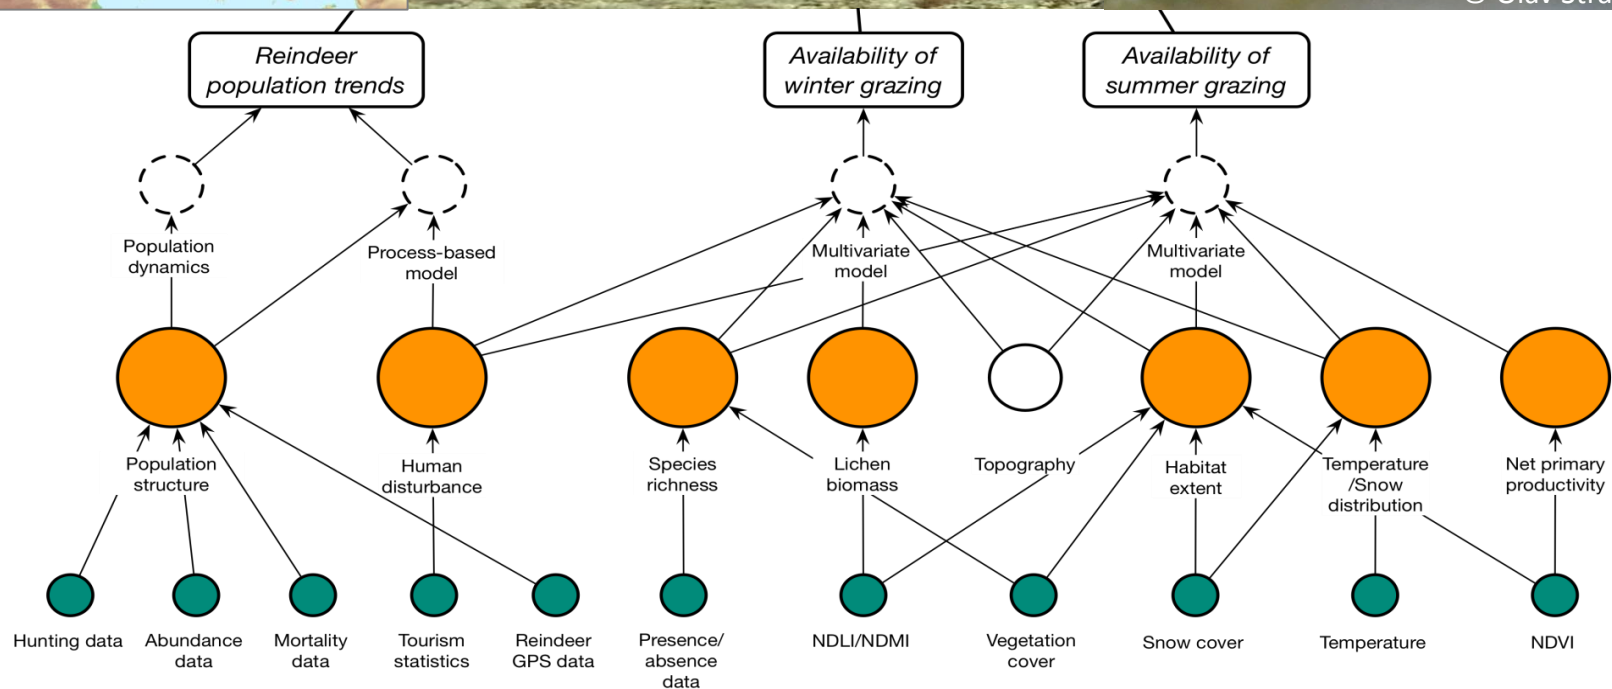 © Olav Stra
Reindeer
population trends
Availability of
winter grazing
Availability of
summer grazing
Population
dynamics
Process-based
model
Multivariate
model
Multivariate
model
Population
structure
Human
disturbance
Species
richness
Lichen
biomass
Topography
Habitat
extent
Temperature
/Snow
distribution
Net primary
productivity
Hunting data
Abundance
data
Mortality
data
Tourism
statistics
Reindeer
GPS data
Presence/
absence
data
NDLI/NDMI
Vegetation
cover
Snow cover
Temperature
NDVI